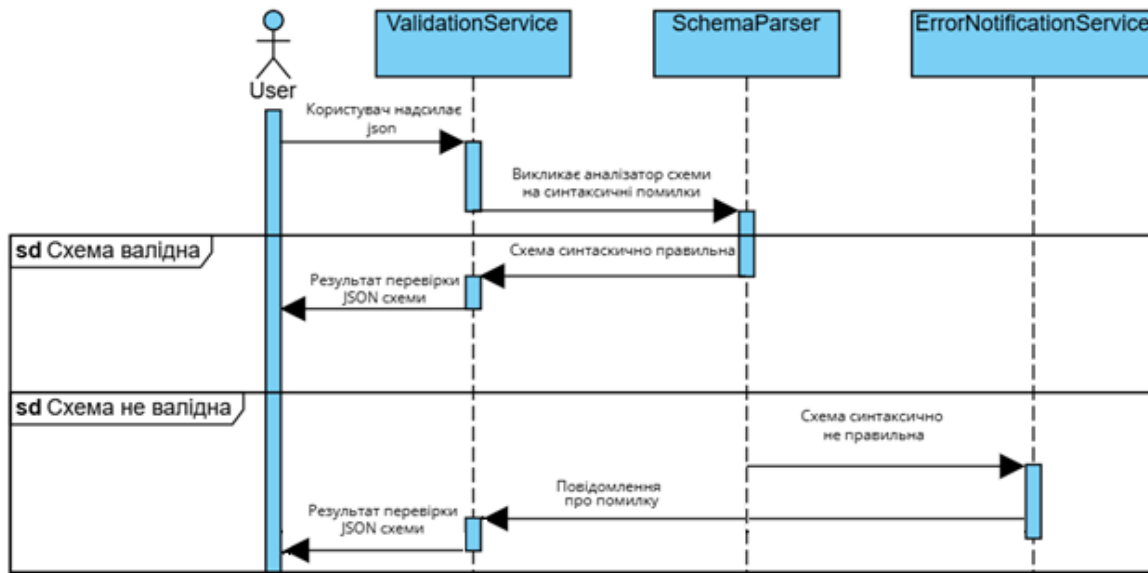 ValidationService
SchemaParser
ErrorNotificationService
User
Користувач надсилає
json
Викликає аналізатор схеми
на синтаксичні помилки
sd Схема валідна
Схема синтаскично правильна
Результат перевірки
JSON схеми
sd Схема не валідна
Схема синтаксично
не правильна
Повідомлення
про помилку
Результат перевірки
JSON схеми